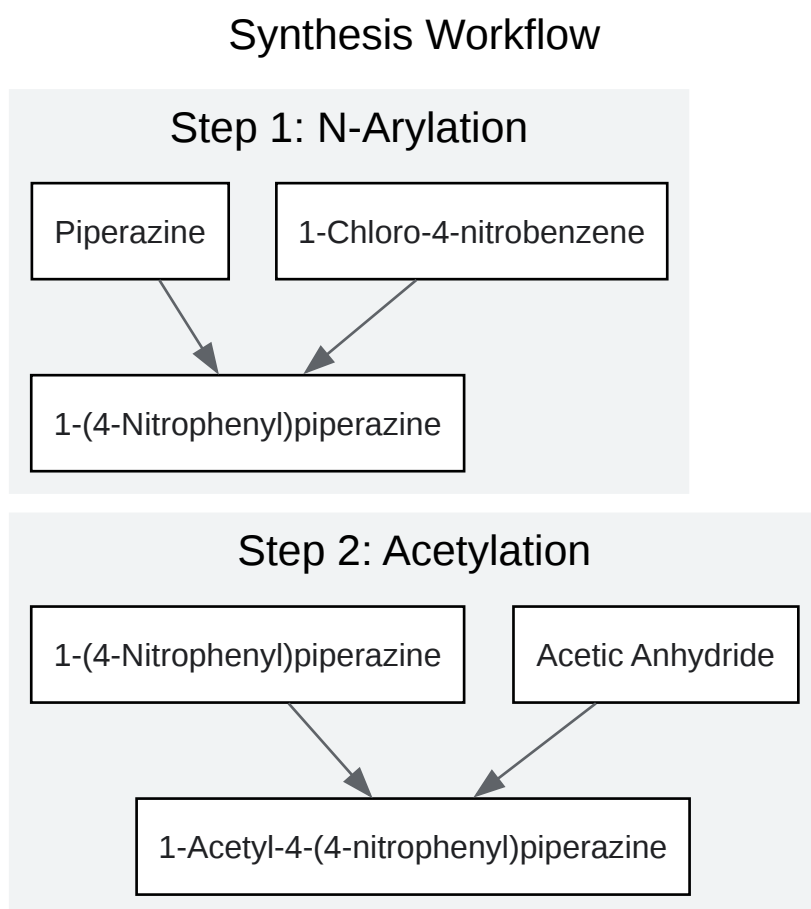 Synthesis Workflow
Step 1: N-Arylation
Piperazine
1-Chloro-4-nitrobenzene
1-(4-Nitrophenyl)piperazine
Step 2: Acetylation
1-(4-Nitrophenyl)piperazine
Acetic Anhydride
1-Acetyl-4-(4-nitrophenyl)piperazine